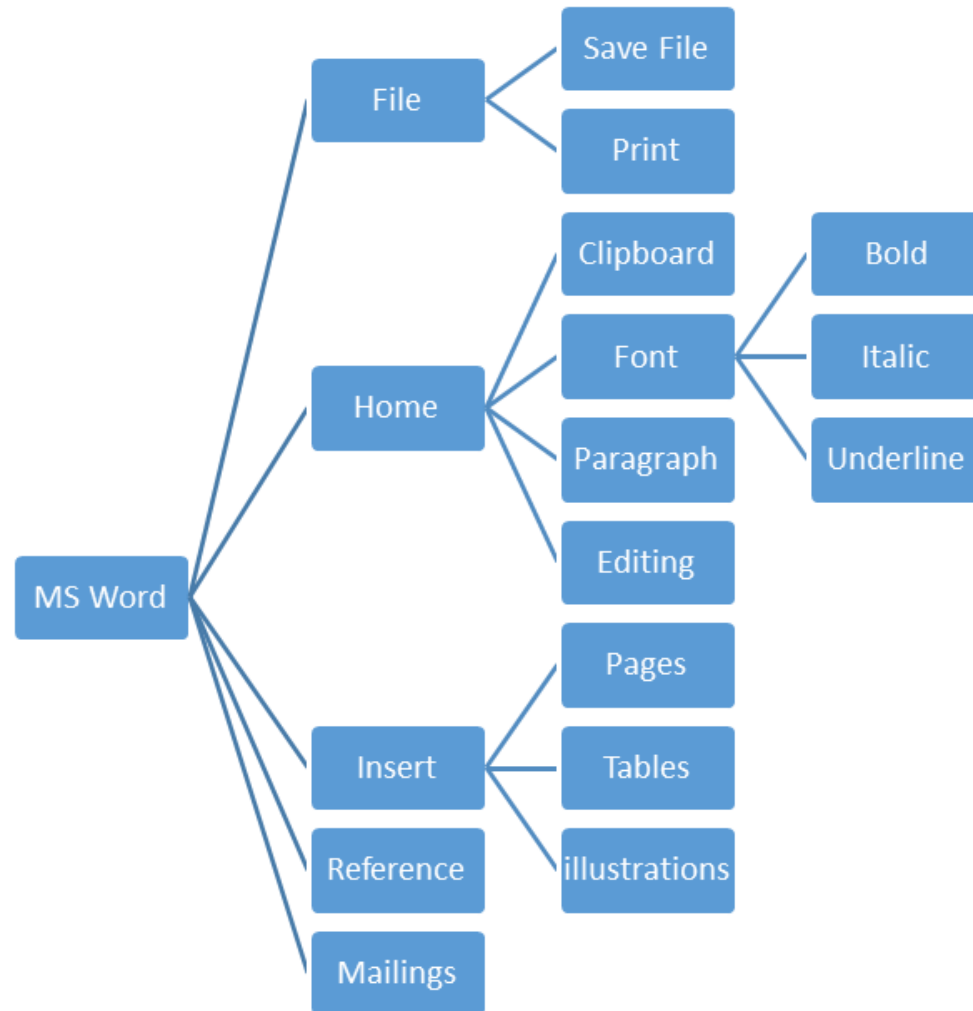 Save File
File
Print
Clipboard
Bold
Font
Italic
Home
Paragraph
Underline
Editing
MS Word
Pages
Insert
Tables
Reference
illustrations
Mailings